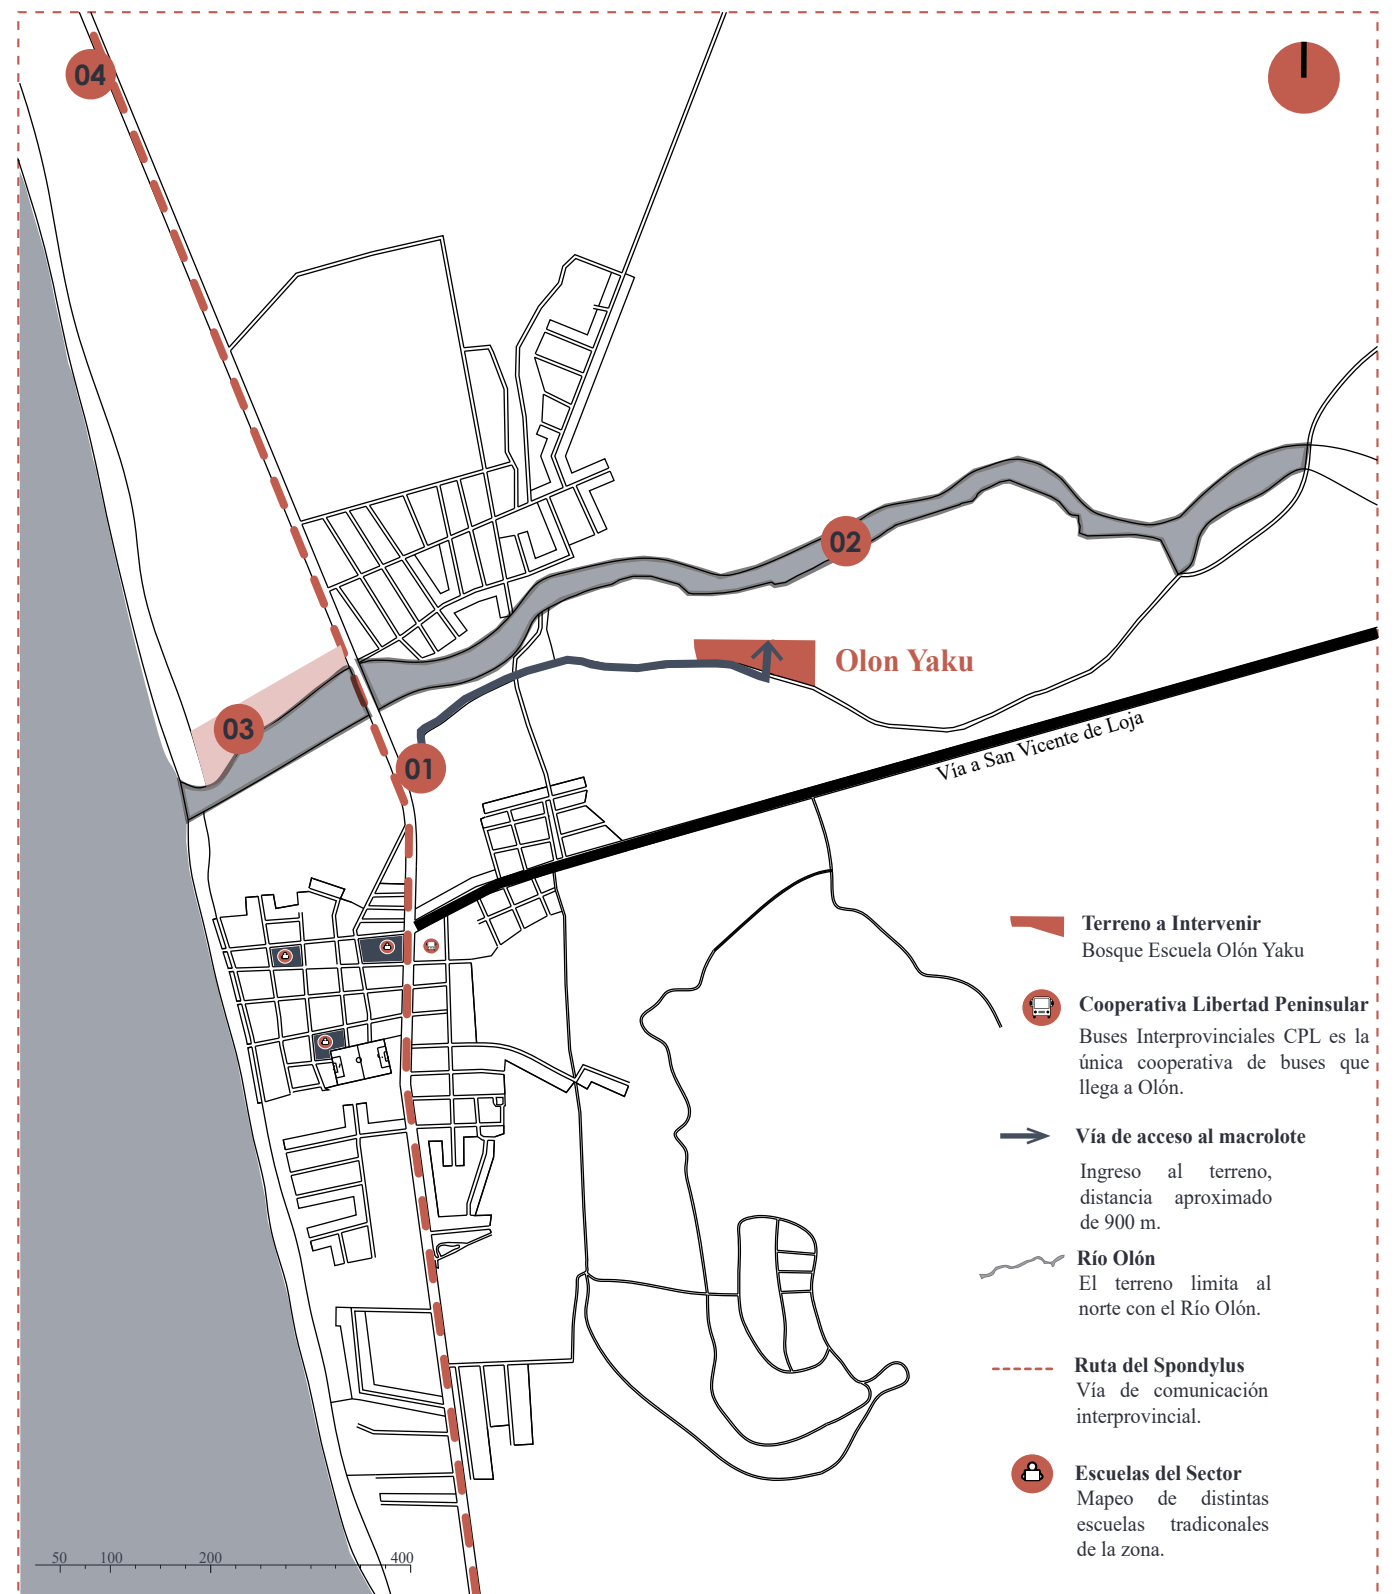 04
02
Olon Yaku
03
01
Vía a San Vicente de Loja
Terreno a Intervenir
Bosque Escuela Olón Yaku
Cooperativa Libertad Peninsular
Buses Interprovinciales CPL es la
única cooperativa de buses que
llega a Olón.
Vía de acceso al macrolote
Ingreso al terreno,
distancia aproximado
de 900 m.
Río Olón
El terreno limita al
norte con el Río Olón.
Ruta del Spondylus
Vía de comunicación
interprovincial.
Escuelas del Sector
Mapeo de distintas
escuelas tradiconales
de la zona.
50 100 200 400